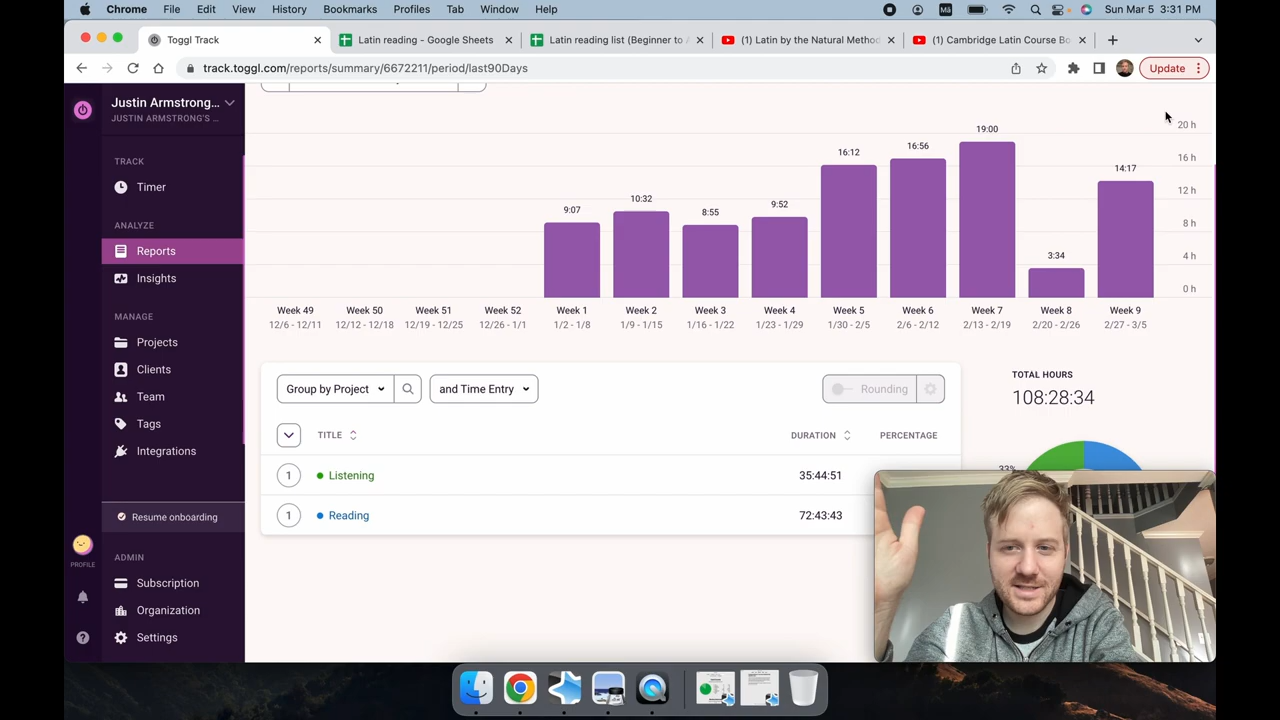 Chrome File Edit View History Bookmarks Profiles Tab Window Help Sun Mar 5 3:31 PM
Toggl Track Latin reading - Google Sheets Latin reading list (Beginner to A (1) Latin by the Natural Method (1) Cambridge Latin Course Bo
track.toggl.com/reports/summary/6672211/period/last90Days Update
Justin Armstrong...
JUSTIN ARMSTRONG'S ...
TRACK
Timer
ANALYZE
Reports
Insights
MANAGE
Projects
Clients
Team
Tags
Integrations
Resume onboarding
ADMIN
Subscription
Organization
Settings
PROFILE
20 h
16 h
12 h
8 h
4 h
0 h
9:07 10:32 8:55 9:52 16:12 16:56 19:00 3:34 14:17
Week 49 Week 50 Week 51 Week 52 Week 1 Week 2 Week 3 Week 4 Week 5 Week 6 Week 7 Week 8 Week 9
12/6 - 12/11 12/12 - 12/18 12/19 - 12/25 12/26 - 1/1 1/2 - 1/8 1/9 - 1/15 1/16 - 1/22 1/23 - 1/29 1/30 - 2/5 2/6 - 2/12 2/13 - 2/19 2/20 - 2/26 2/27 - 3/5
Group by Project and Time Entry Rounding
TITLE DURATION PERCENTAGE
1 Listening 35:44:51
1 Reading 72:43:43
TOTAL HOURS
108:28:34